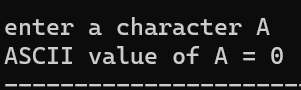 enter a character A
ASCII value of A = 0
--------------------